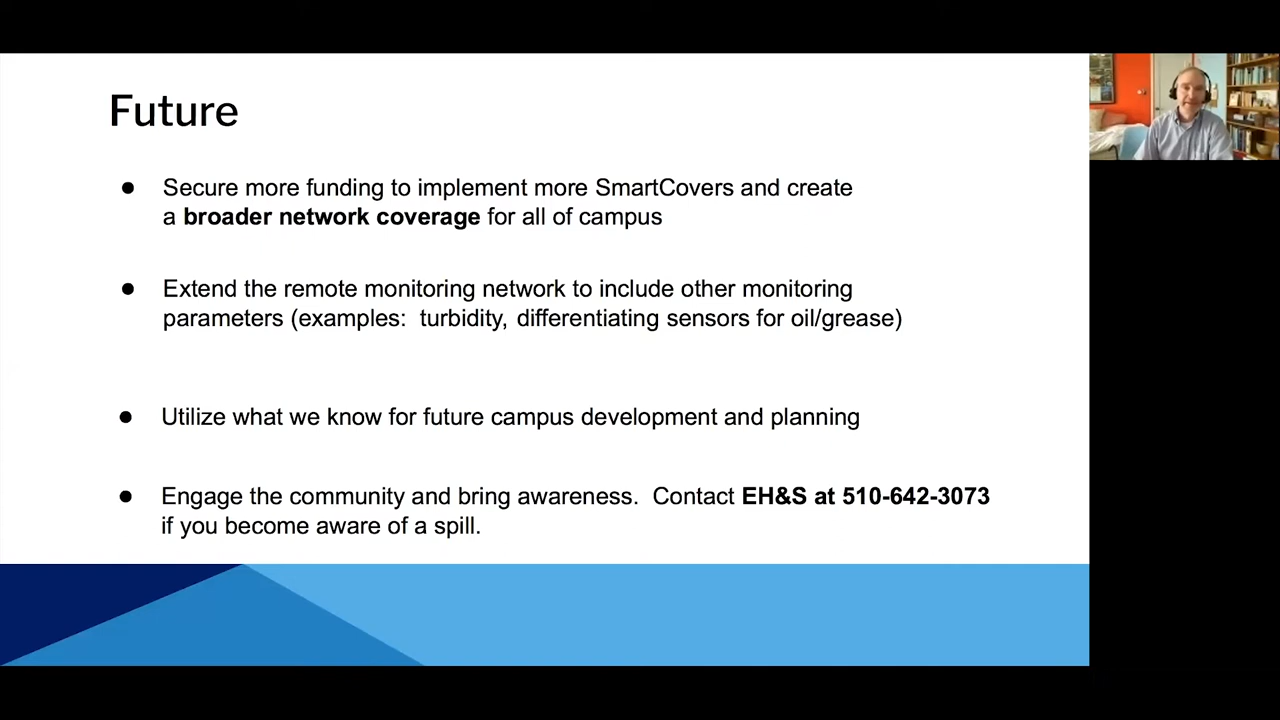 Future
● Secure more funding to implement more SmartCovers and create
a broader network coverage for all of campus
● Extend the remote monitoring network to include other monitoring
parameters (examples:  turbidity, differentiating sensors for oil/grease)
● Utilize what we know for future campus development and planning
● Engage the community and bring awareness.  Contact EH&S at 510-642-3073
if you become aware of a spill.